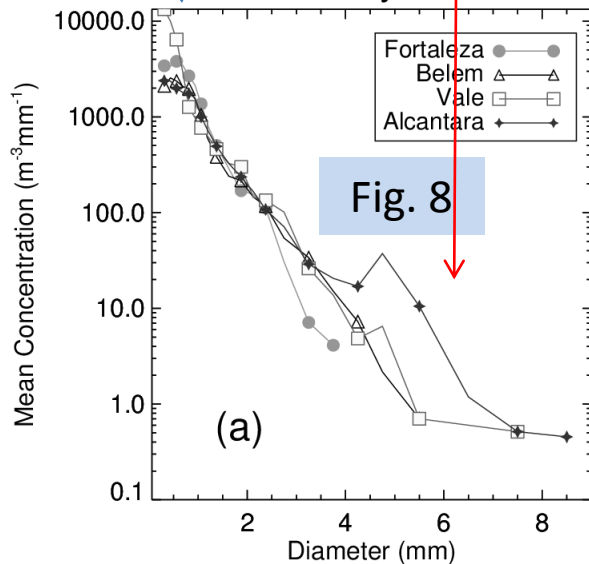 10000.0
1000.0
100.0
10.0
1.0
0.1
Mean Concentration (m⁻³mm⁻¹)
Fortaleza
Belem
Vale
Alcantara
Fig. 8
(a)
2 4 6 8
Diameter (mm)